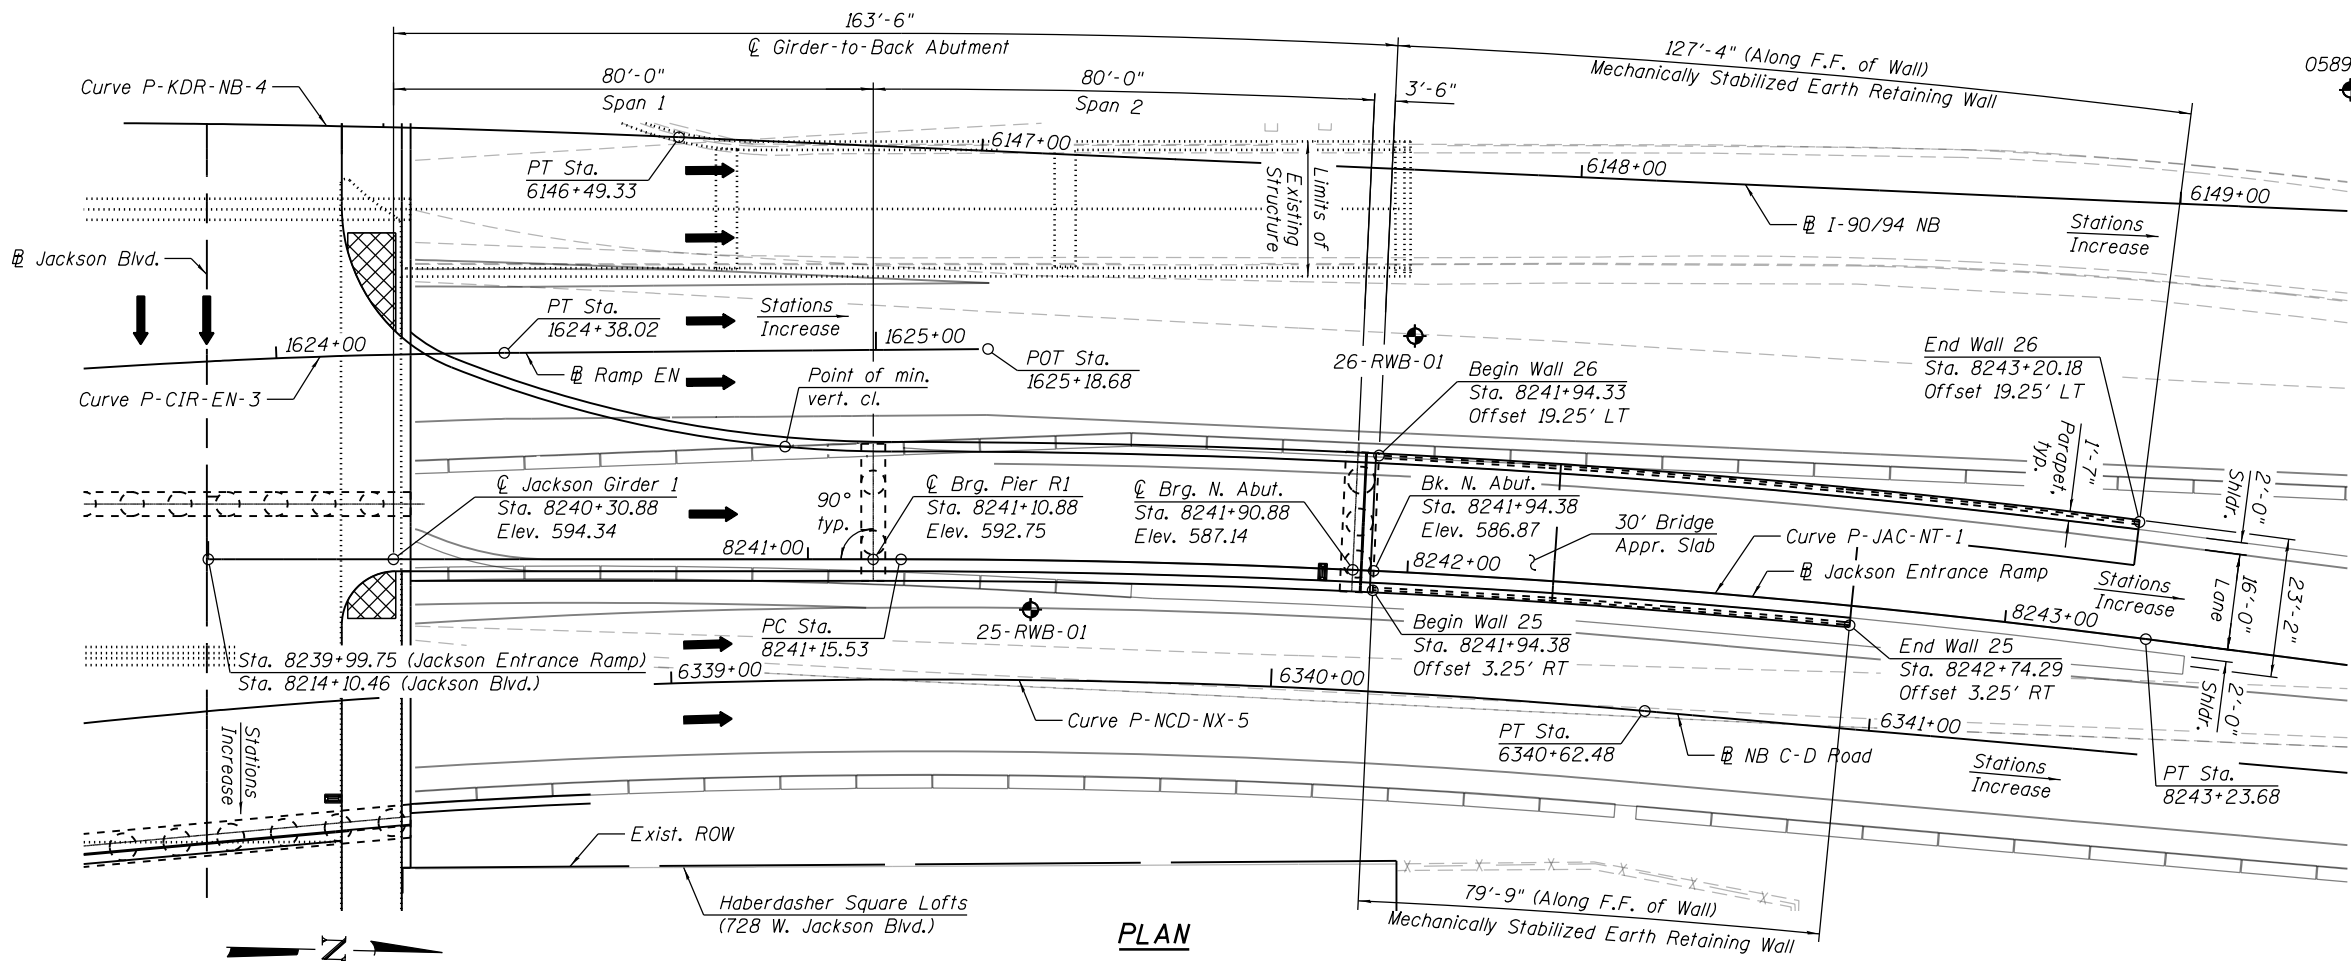 163'-6"
℄ Girder-to-Back Abutment
127'-4" (Along F.F. of Wall)
Mechanically Stabilized Earth Retaining Wall
0589
80'-0"
Span 1
80'-0"
Span 2
3'-6"
Curve P-KDR-NB-4
PT Sta.
6146+49.33
6147+00
6148+00
6149+00
Limits of
Existing
Structure
℄ I-90/94 NB
Stations
Increase
℄ Jackson Blvd.
PT Sta.
1624+38.02
Stations
Increase
1624+00
1625+00
℄ Ramp EN
POT Sta.
1625+18.68
Curve P-CIR-EN-3
Point of min.
vert. cl.
26-RWB-01
Begin Wall 26
Sta. 8241+94.33
Offset 19.25' LT
End Wall 26
Sta. 8243+20.18
Offset 19.25' LT
1'-7"
Parapet,
typ.
2'-0"
Shldr.
℄ Jackson Girder 1
Sta. 8240+30.88
Elev. 594.34
90°
typ.
℄ Brg. Pier R1
Sta. 8241+10.88
Elev. 592.75
℄ Brg. N. Abut.
Sta. 8241+90.88
Elev. 587.14
Bk. N. Abut.
Sta. 8241+94.38
Elev. 586.87
30' Bridge
Appr. Slab
Curve P-JAC-NT-1
℄ Jackson Entrance Ramp
Stations
Increase
16'-0"
Lane
23'-2"
8241+00
8242+00
8243+00
PC Sta.
8241+15.53
25-RWB-01
Begin Wall 25
Sta. 8241+94.38
Offset 3.25' RT
End Wall 25
Sta. 8242+74.29
Offset 3.25' RT
2'-0"
Shldr.
Sta. 8239+99.75 (Jackson Entrance Ramp)
Sta. 8214+10.46 (Jackson Blvd.)
6339+00
6340+00
6341+00
Curve P-NCD-NX-5
PT Sta.
6340+62.48
℄ NB C-D Road
Stations
Increase
PT Sta.
8243+23.68
Stations
Increase
Exist. ROW
Haberdasher Square Lofts
(728 W. Jackson Blvd.)
79'-9" (Along F.F. of Wall)
Mechanically Stabilized Earth Retaining Wall
N
PLAN